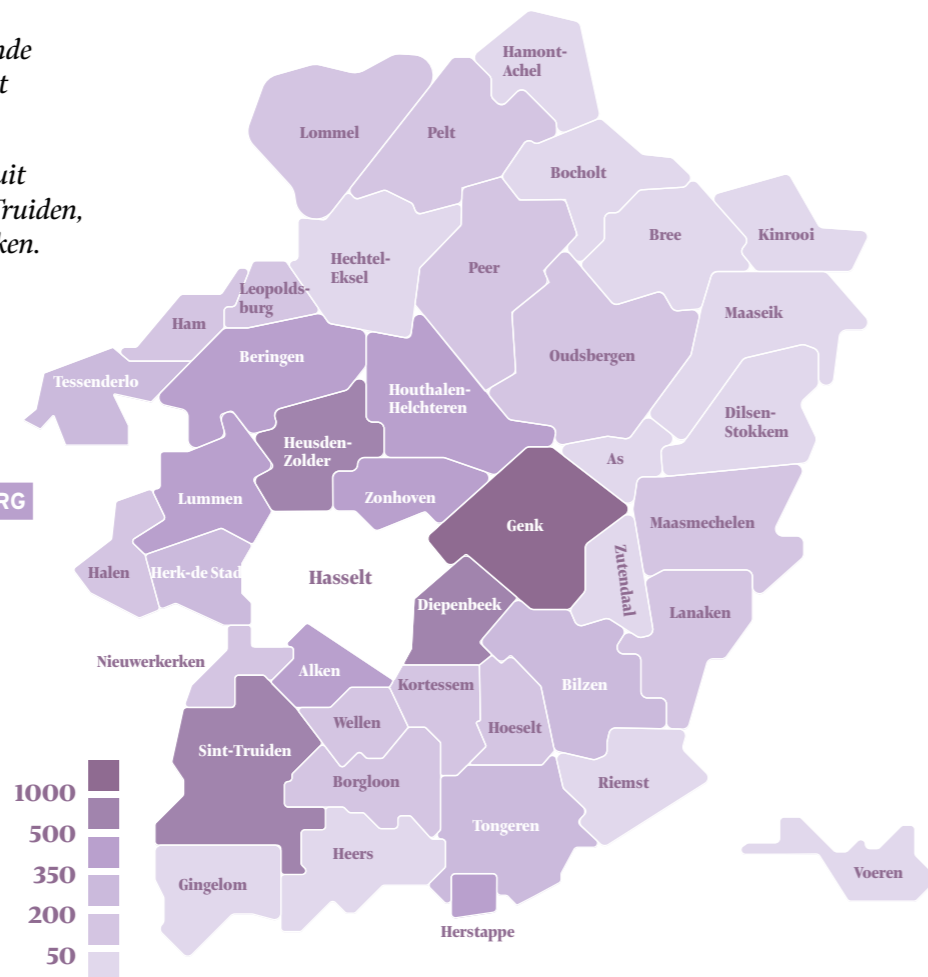 nde
t
uit
Truiden,
ken.
RG
Hamont-
Achel
Lommel
Pelt
Bocholt
Bree
Kinrooi
Hechtel-
Eksel
Peer
Leopolds-
burg
Ham
Maaseik
Beringen
Oudsbergen
Tessenderlo
Houthalen-
Helchteren
Dilsen-
Stokkem
Heusden-
Zolder
As
Lummen
Zonhoven
Genk
Maasmechelen
Halen
Herk-de Stad
Hasselt
Zutendaal
Diepenbeek
Lanaken
Nieuwerkerken
Alken
Kortessem
Bilzen
Wellen
Hoeselt
Sint-Truiden
Borgloon
Riemst
Tongeren
Heers
Gingelom
Voeren
Herstappe
1000
500
350
200
50